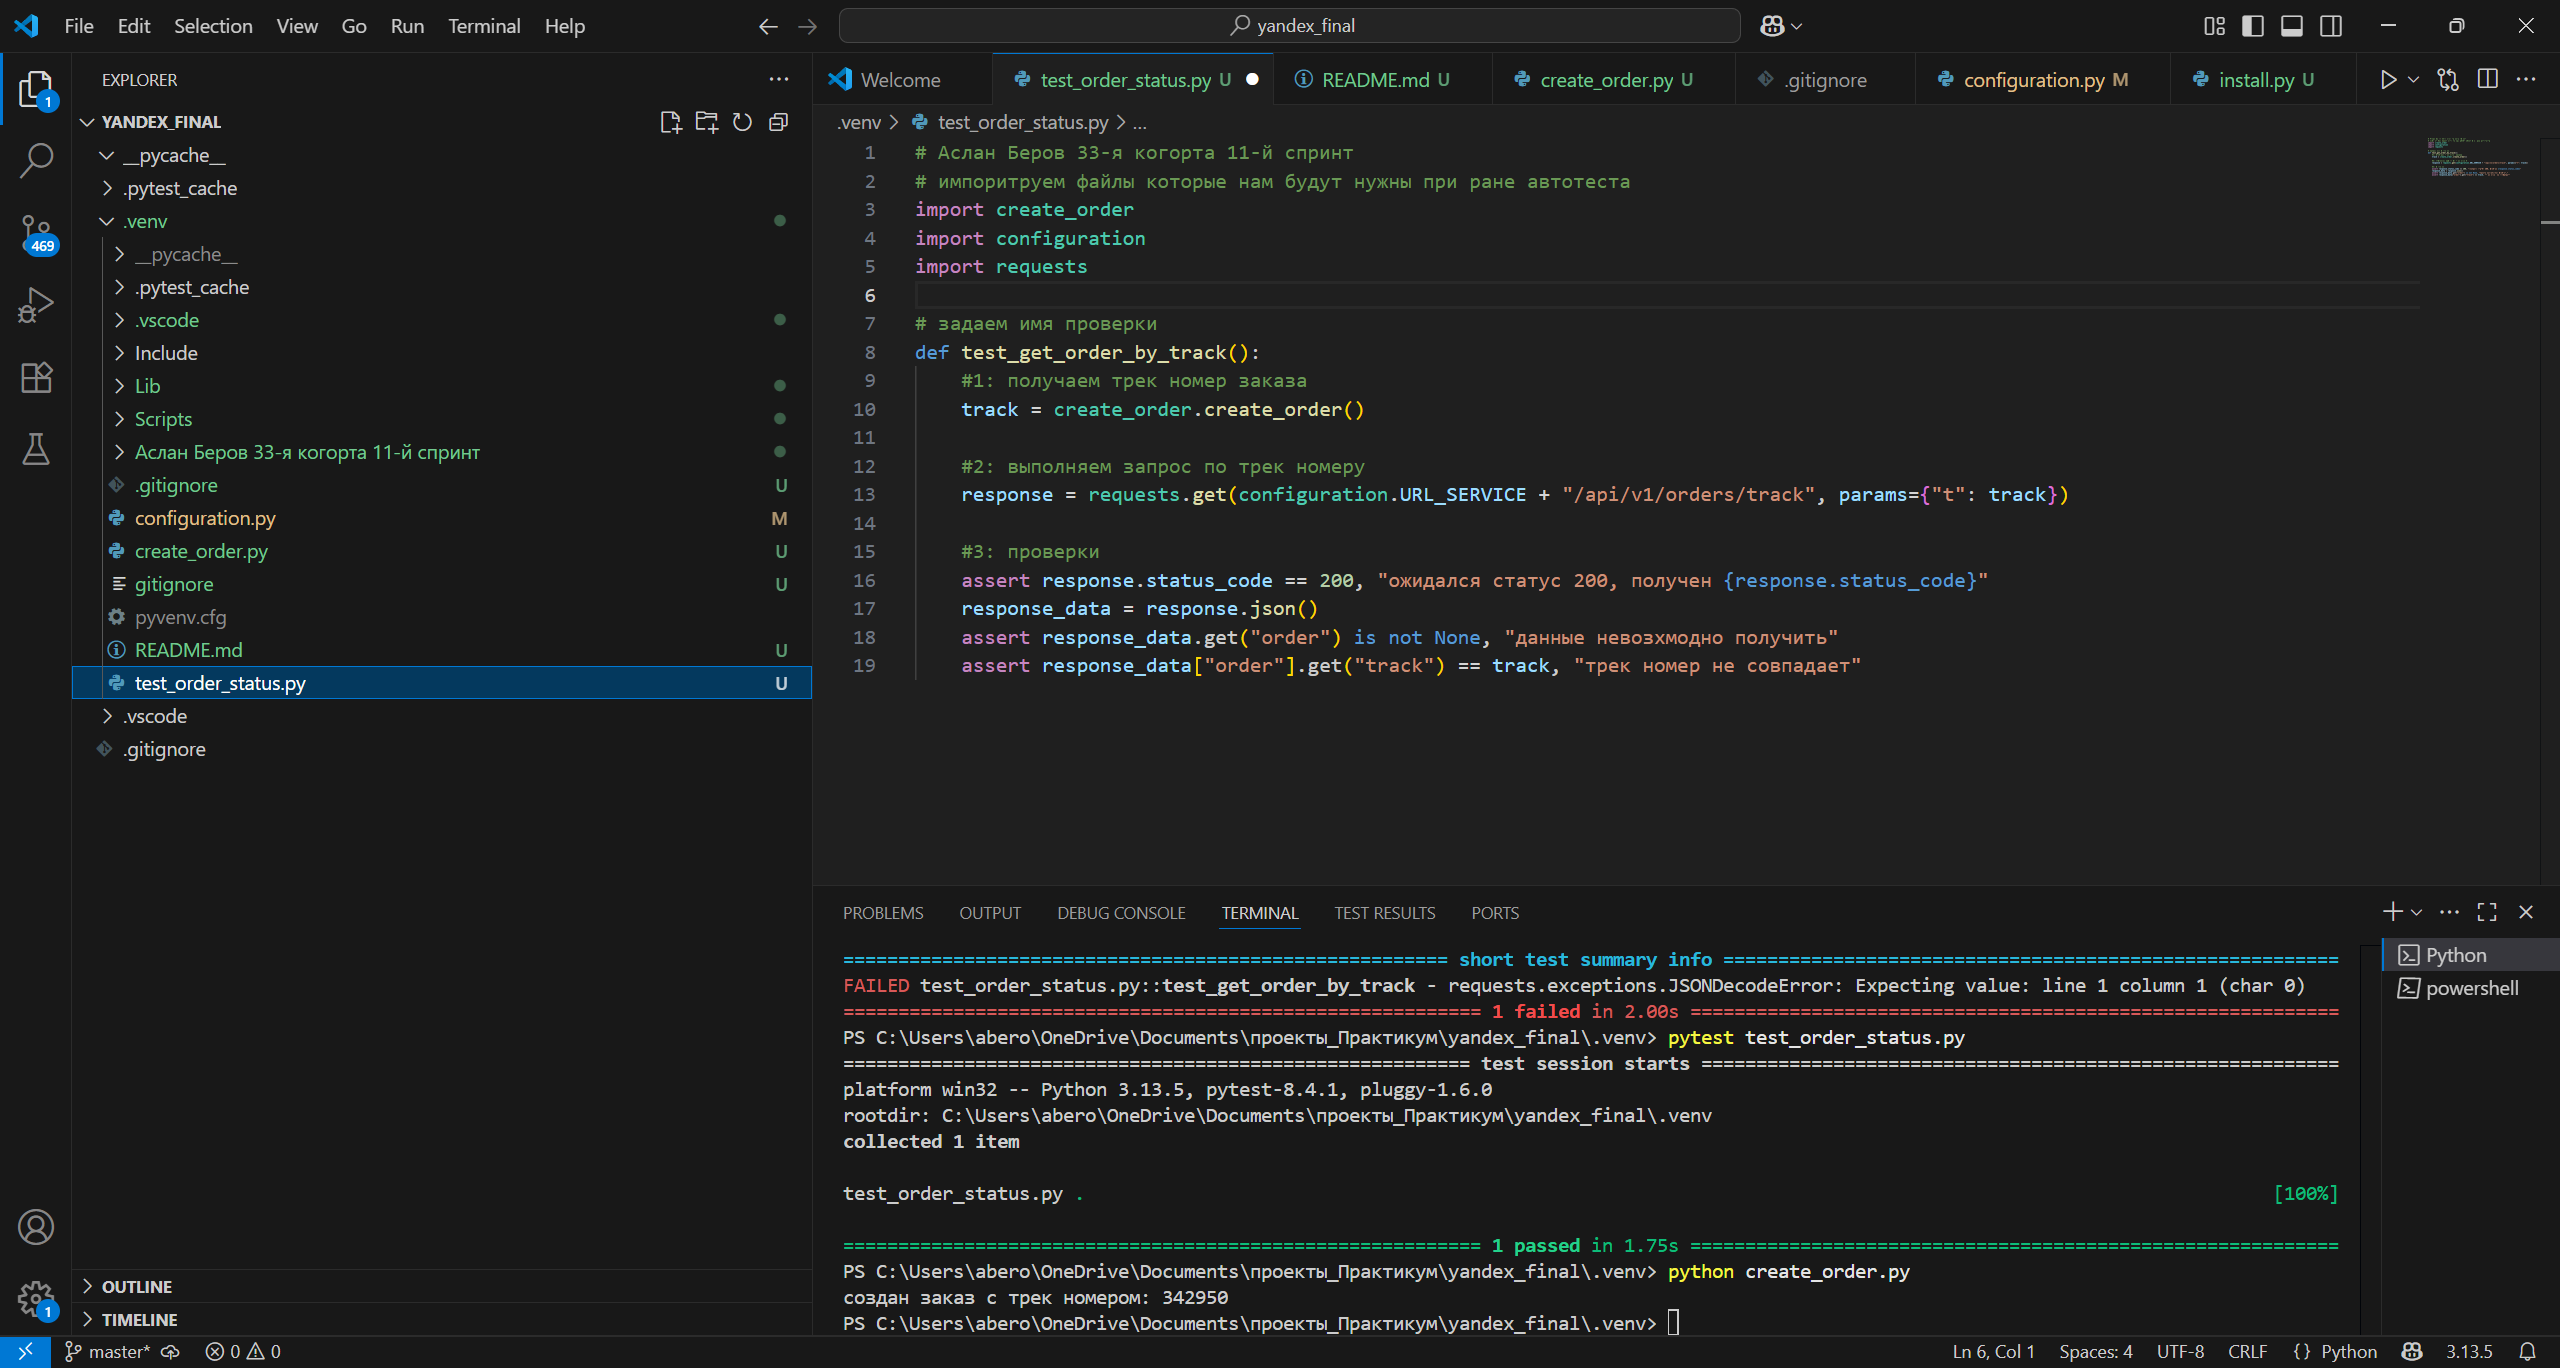 File Edit Selection View Go Run Terminal Help
yandex_final
EXPLORER
YANDEX_FINAL
__pycache__
.pytest_cache
.venv
__pycache__
.pytest_cache
.vscode
Include
Lib
Scripts
Аслан Беров 33-я когорта 11-й спринт
.gitignore U
configuration.py M
create_order.py U
gitignore U
pyvenv.cfg
README.md U
test_order_status.py U
.vscode
.gitignore
OUTLINE
TIMELINE
1
469
1
Welcome test_order_status.py U README.md U create_order.py U .gitignore configuration.py M install.py U
.venv > test_order_status.py > ...
1 # Аслан Беров 33-я когорта 11-й спринт
2 # импоритруем файлы которые нам будут нужны при ране автотеста
3 import create_order
4 import configuration
5 import requests
6
7 # задаем имя проверки
8 def test_get_order_by_track():
9 #1: получаем трек номер заказа
10 track = create_order.create_order()
11
12 #2: выполняем запрос по трек номеру
13 response = requests.get(configuration.URL_SERVICE + "/api/v1/orders/track", params={"t": track})
14
15 #3: проверки
16 assert response.status_code == 200, "ожидался статус 200, получен {response.status_code}"
17 response_data = response.json()
18 assert response_data.get("order") is not None, "данные невозхмодно получить"
19 assert response_data["order"].get("track") == track, "трек номер не совпадает"
PROBLEMS OUTPUT DEBUG CONSOLE TERMINAL TEST RESULTS PORTS
Python
powershell
======================================================= short test summary info ========================================================
FAILED test_order_status.py::test_get_order_by_track - requests.exceptions.JSONDecodeError: Expecting value: line 1 column 1 (char 0)
========================================================== 1 failed in 2.00s ===========================================================
PS C:\Users\abero\OneDrive\Documents\проекты_Практикум\yandex_final\.venv> pytest test_order_status.py
========================================================= test session starts ==========================================================
platform win32 -- Python 3.13.5, pytest-8.4.1, pluggy-1.6.0
rootdir: C:\Users\abero\OneDrive\Documents\проекты_Практикум\yandex_final\.venv
collected 1 item
test_order_status.py . [100%]
========================================================== 1 passed in 1.75s ===========================================================
PS C:\Users\abero\OneDrive\Documents\проекты_Практикум\yandex_final\.venv> python create_order.py
создан заказ с трек номером: 342950
PS C:\Users\abero\OneDrive\Documents\проекты_Практикум\yandex_final\.venv>
master* 0 0 Ln 6, Col 1 Spaces: 4 UTF-8 CRLF {} Python 3.13.5